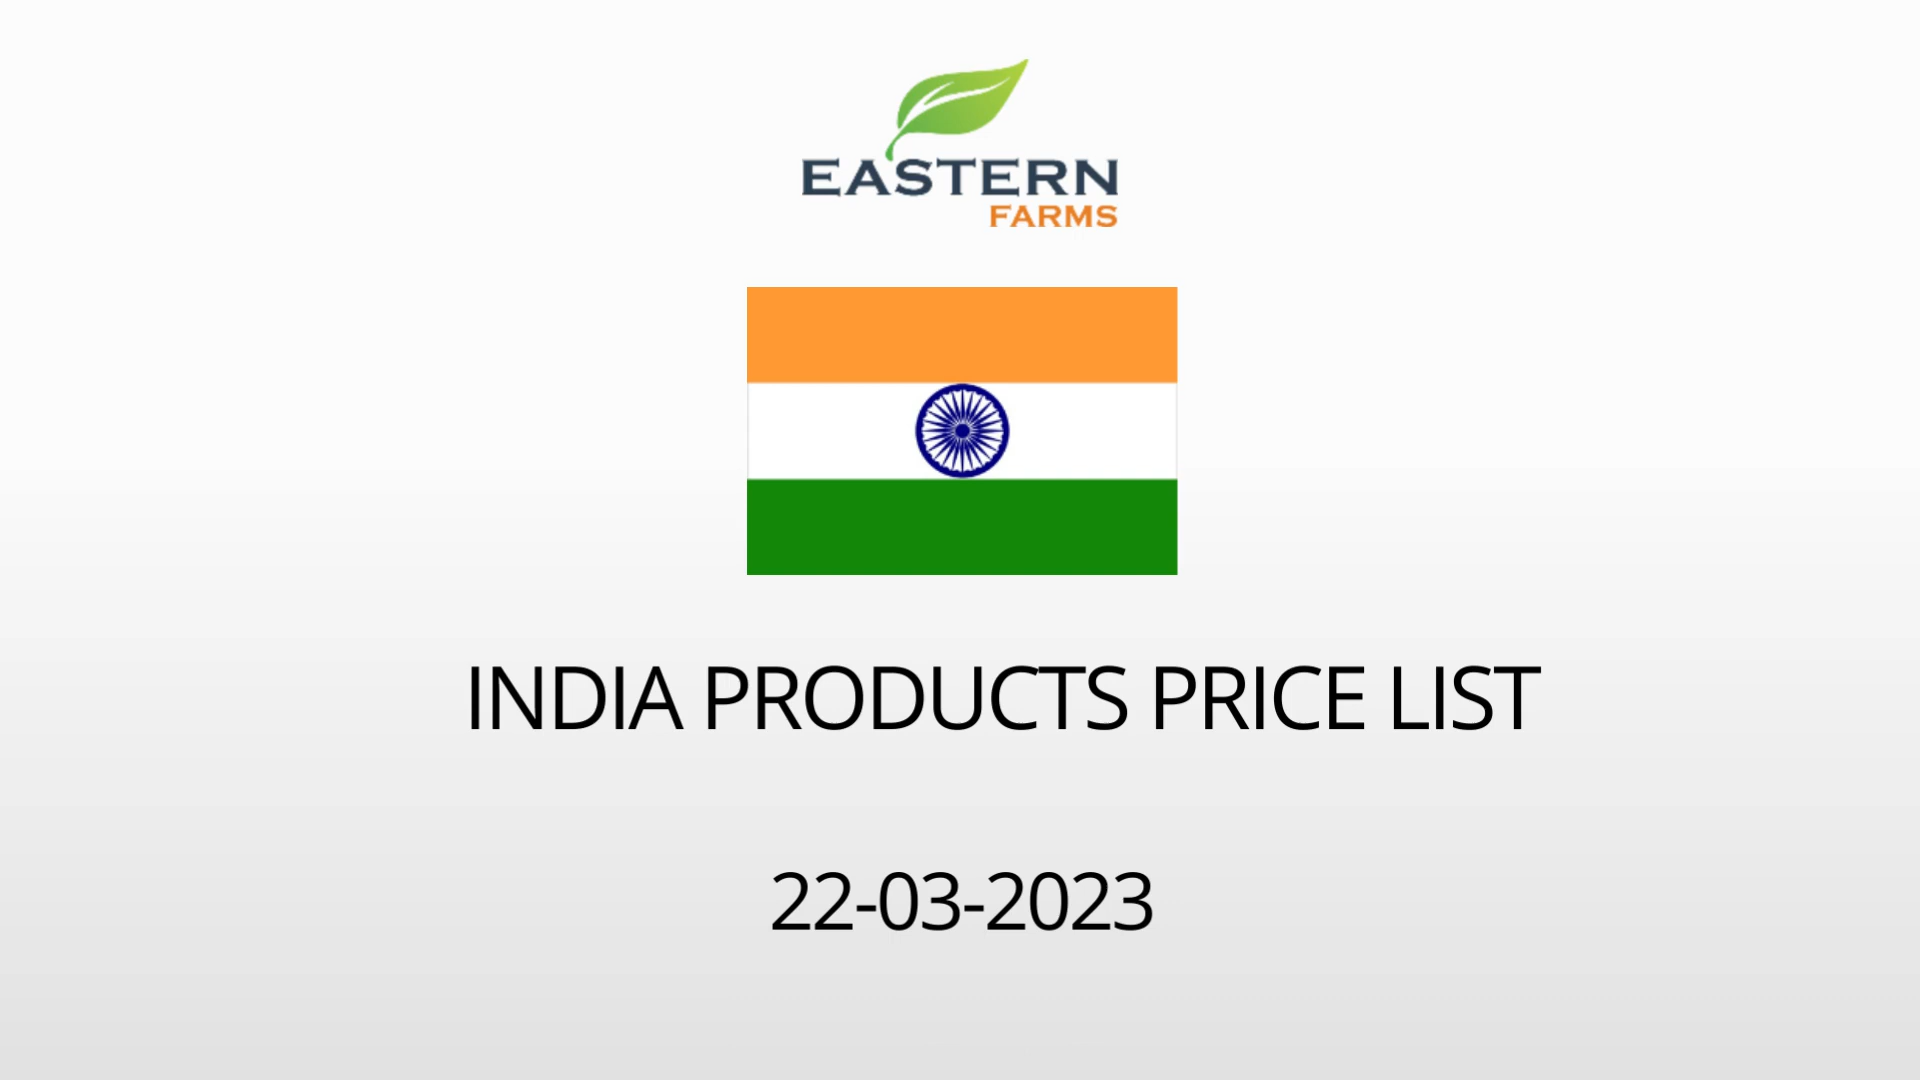 EASTERN
FARMS
INDIA PRODUCTS PRICE LIST
22-03-2023